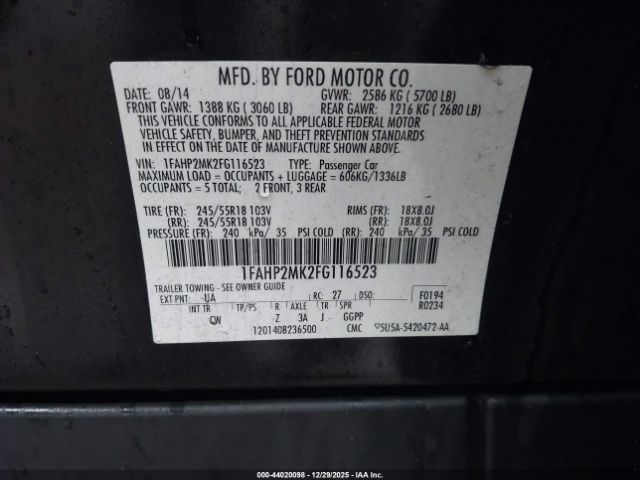 MFD. BY FORD MOTOR CO.
DATE: 08/14 GVWR: 2586 KG ( 5700 LB)
FRONT GAWR: 1388 KG ( 3060 LB) REAR GAWR: 1216 KG ( 2680 LB)
THIS VEHICLE CONFORMS TO ALL APPLICABLE FEDERAL MOTOR
VEHICLE SAFETY, BUMPER, AND THEFT PREVENTION STANDARDS
IN EFFECT ON THE DATE OF MANUFACTURE SHOWN ABOVE.
VIN: 1FAHP2MK2FG116523 TYPE: Passenger Car
MAXIMUM LOAD = OCCUPANTS + LUGGAGE = 606KG/1336LB
OCCUPANTS = 5 TOTAL; 2 FRONT, 3 REAR
TIRE (FR): 245/55R18 103V RIMS (FR): 18X8.0J
(RR): 245/55R18 103V (RR): 18X8.0J
PRESSURE (FR): 240 kPa/ 35 PSI COLD (RR): 240 kPa/ 35 PSI COLD
1FAHP2MK2FG116523
TRAILER TOWING - SEE OWNER GUIDE
EXT PNT: UA RC: 27 DSO: F0194
INT TR TP/PS R AXLE TR SPR R0234
CW Z 3A J GGPP
1201408236500 CMC 5USA-5420472-AA
000-44020098 - 12/29/2025 - IAA, Inc.